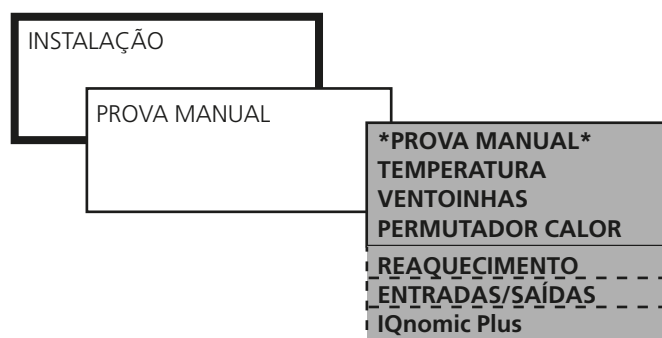 INSTALAÇÃO
PROVA MANUAL
*PROVA MANUAL*
TEMPERATURA
VENTOINHAS
PERMUTADOR CALOR
REAQUECIMENTO
ENTRADAS/SAÍDAS
IQnomic Plus